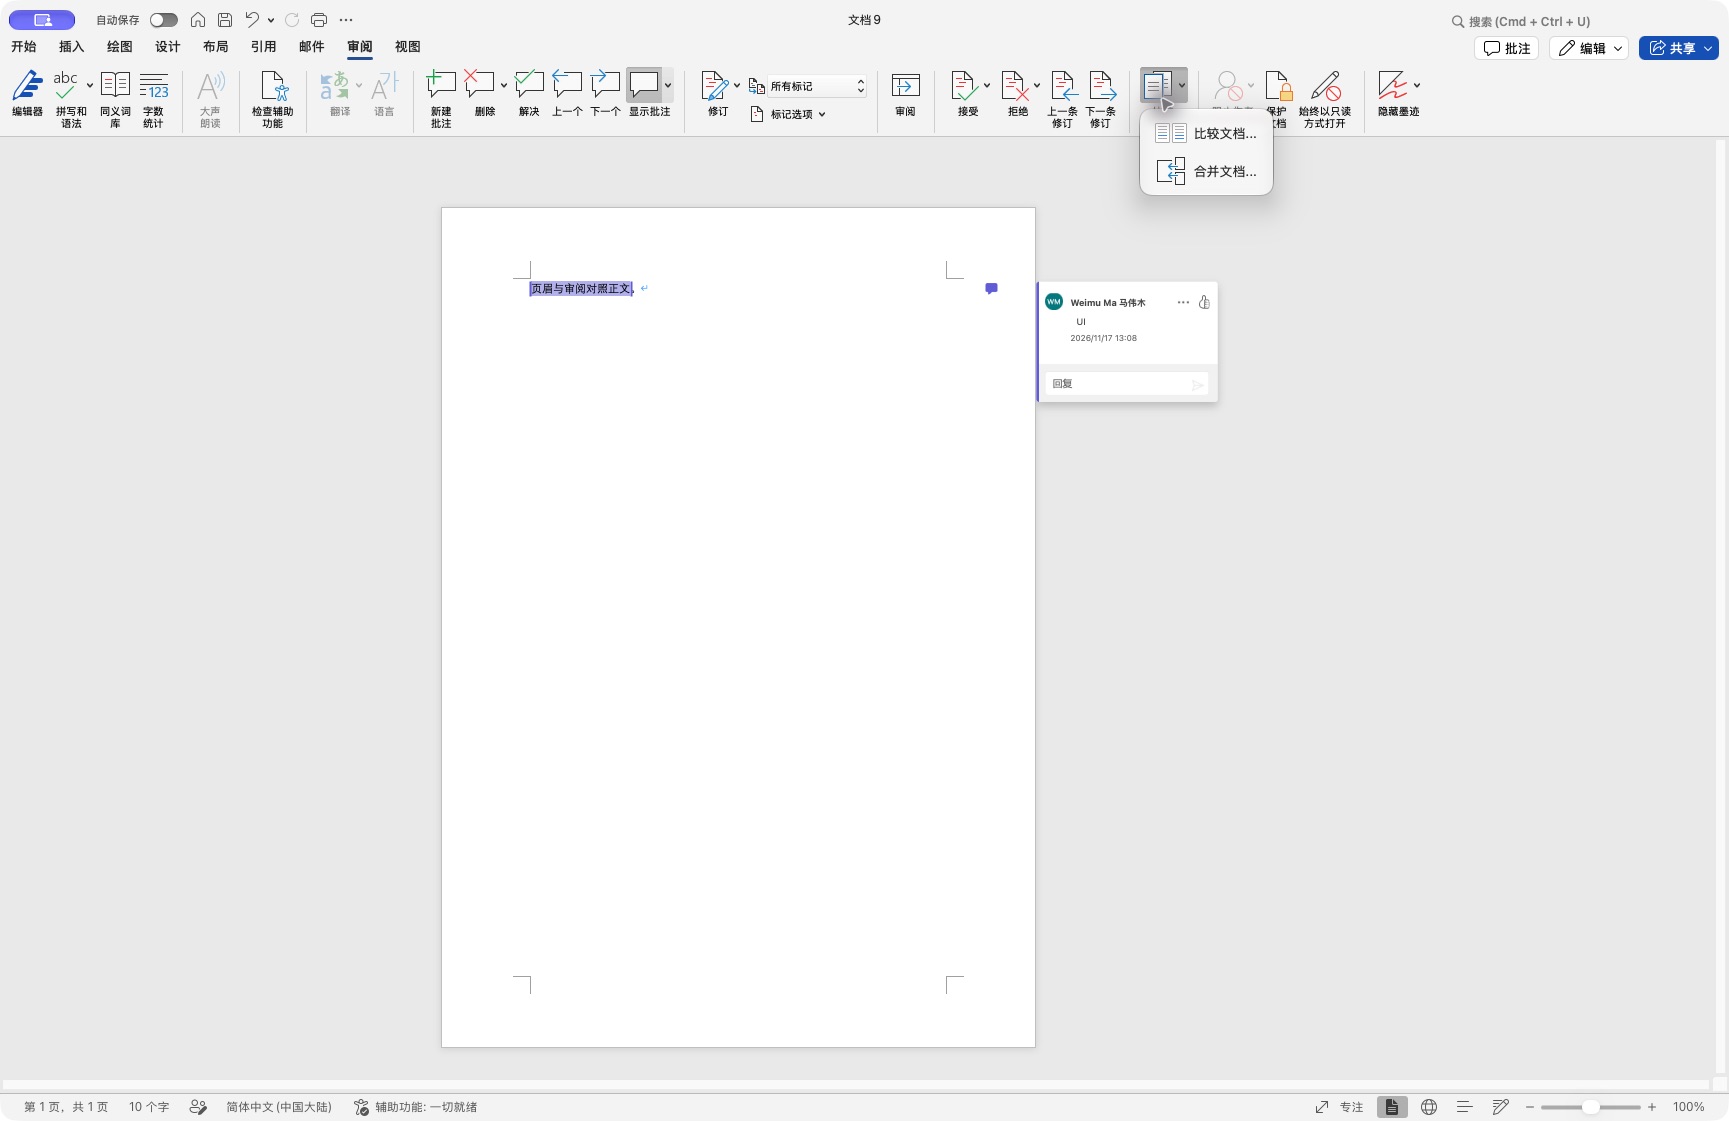 自动保存
文档9
搜索 (Cmd + Ctrl + U)
开始 插入 绘图 设计 布局 引用 邮件 审阅 视图
批注 编辑 共享
编辑器
拼写和
语法
同义词
库
字数
统计
大声
朗读
检查辅助
功能
翻译
语言
新建
批注
删除
解决
上一个
下一个
显示批注
修订
所有标记
标记选项
审阅
接受
拒绝
上一条
修订
下一条
修订
保护
文档
始终以只读
方式打开
隐藏墨迹
比较文档...
合并文档...
页眉与审阅对照正文
WM
Weimu Ma 马伟木
UI
2026/11/17 13:08
回复
第1页, 共1页 10个字 简体中文 (中国大陆) 辅助功能: 一切就绪
专注 100%